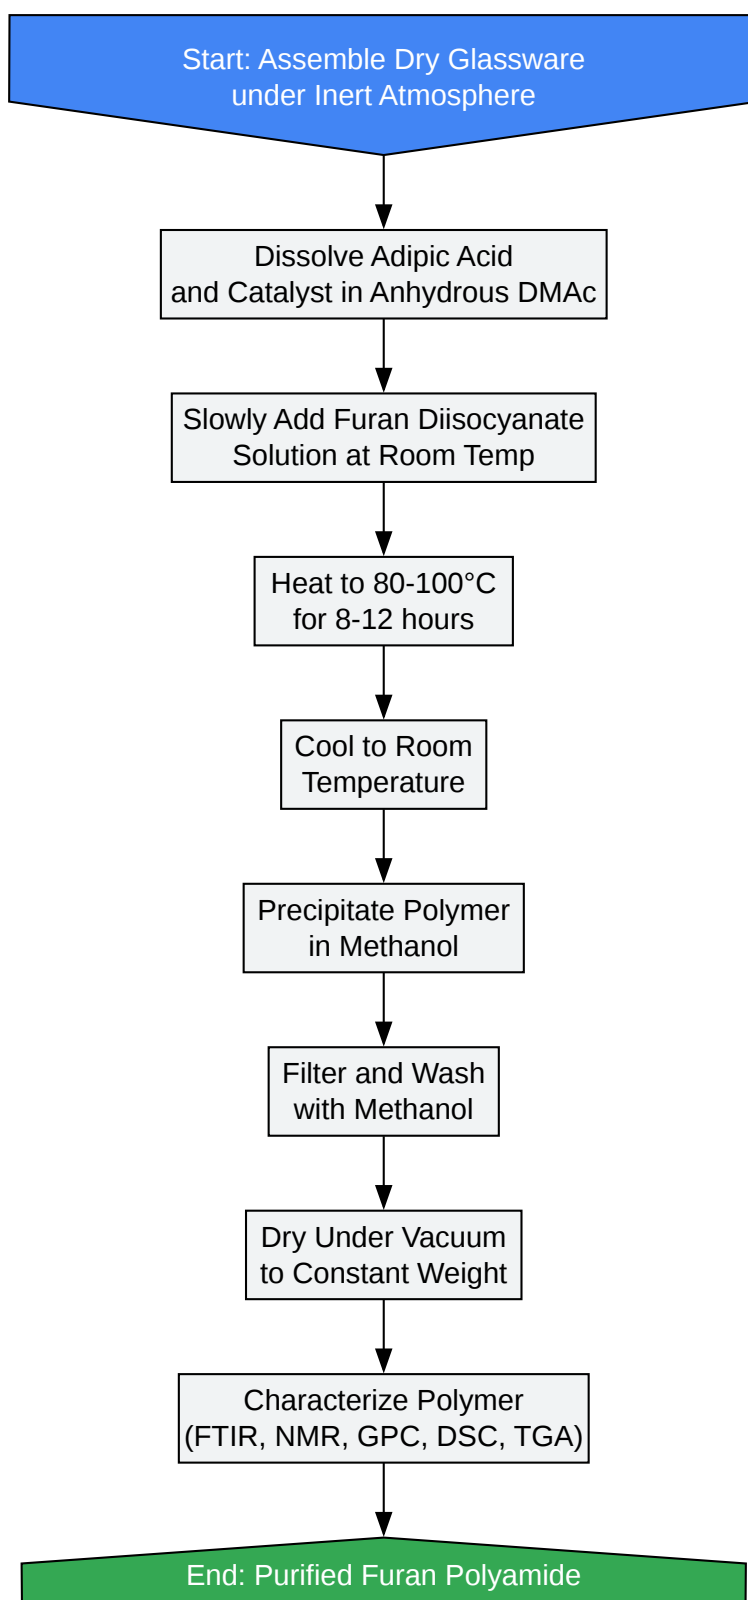 Start: Assemble Dry Glassware
under Inert Atmosphere
Dissolve Adipic Acid
and Catalyst in Anhydrous DMAc
Slowly Add Furan Diisocyanate
Solution at Room Temp
Heat to 80-100°C
for 8-12 hours
Cool to Room
Temperature
Precipitate Polymer
in Methanol
Filter and Wash
with Methanol
Dry Under Vacuum
to Constant Weight
Characterize Polymer
(FTIR, NMR, GPC, DSC, TGA)
End: Purified Furan Polyamide